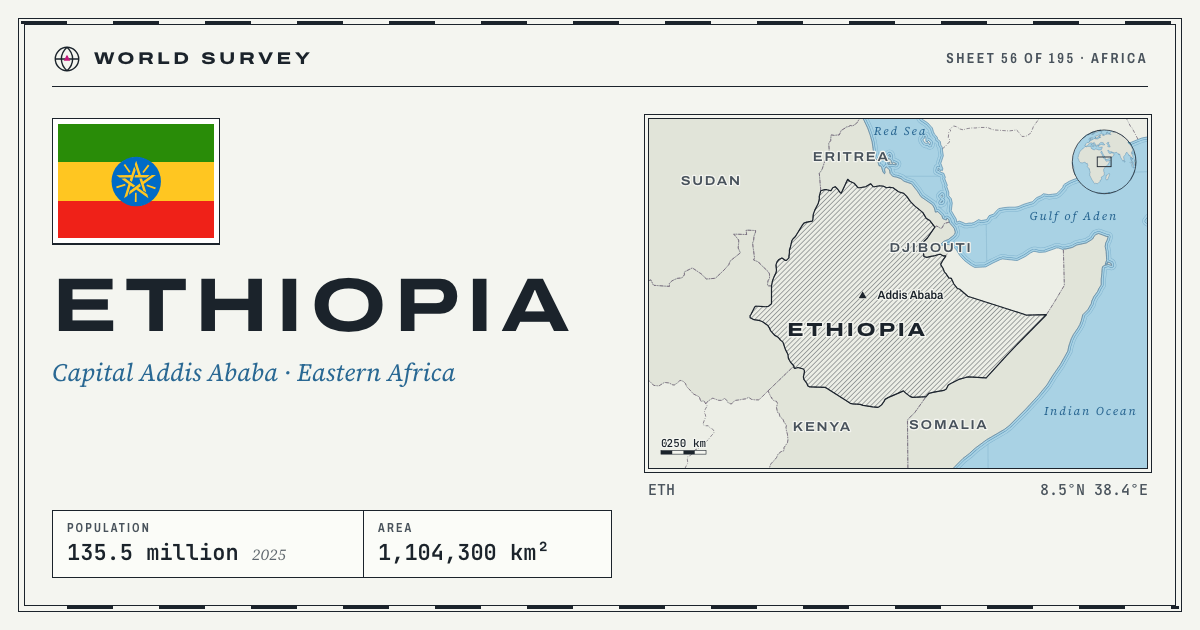 WORLD SURVEY
SHEET 56 OF 195 · AFRICA
ETHIOPIA
Capital Addis Ababa · Eastern Africa
POPULATION
135.5 million 2025
AREA
1,104,300 km²
Red Sea
ERITREA
SUDAN
Gulf of Aden
DJIBOUTI
Addis Ababa
ETHIOPIA
Indian Ocean
KENYA
SOMALIA
0250 km
ETH
8.5°N 38.4°E